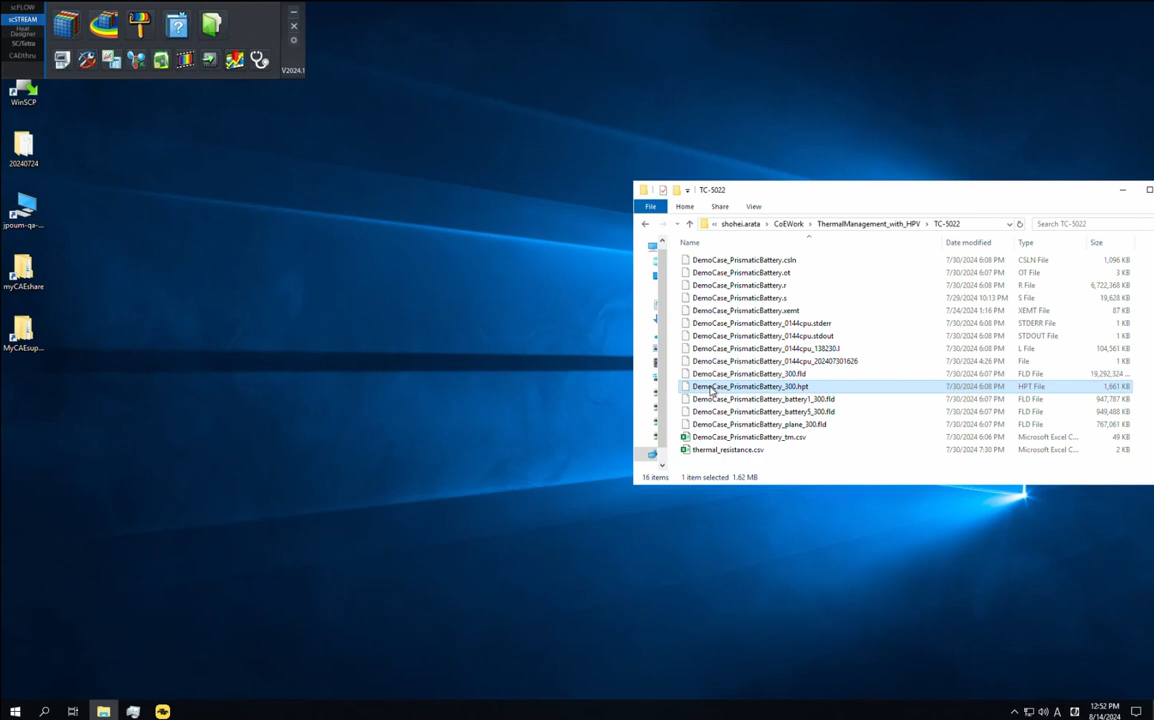 scFLOW
scSTREAM
Heat
Designer
SC/Tetra
CADthru
V2024.1
WinSCP
20240724
jpoum-qa-...
myCAEshare
MyCAEsup...
TC-5022
File Home Share View
« shohei.arata > CoEWork > ThermalManagement_with_HPV > TC-5022 Search TC-5022
Name Date modified Type Size
DemoCase_PrismaticBattery.csln 7/30/2024 6:08 PM CSLN File 1,096 KB
DemoCase_PrismaticBattery.ot 7/30/2024 6:07 PM OT File 3 KB
DemoCase_PrismaticBattery.r 7/30/2024 6:08 PM R File 6,722,368 KB
DemoCase_PrismaticBattery.s 7/29/2024 10:13 PM S File 19,628 KB
DemoCase_PrismaticBattery.xemt 7/24/2024 1:16 PM XEMT File 87 KB
DemoCase_PrismaticBattery_0144cpu.stderr 7/30/2024 6:08 PM STDERR File 1 KB
DemoCase_PrismaticBattery_0144cpu.stdout 7/30/2024 6:08 PM STDOUT File 1 KB
DemoCase_PrismaticBattery_0144cpu_138230.l 7/30/2024 6:08 PM L File 104,561 KB
DemoCase_PrismaticBattery_0144cpu_202407301626 7/30/2024 4:26 PM File 1 KB
DemoCase_PrismaticBattery_300.fld 7/30/2024 6:07 PM FLD File 19,292,324 ...
DemoCase_PrismaticBattery_300.hpt 7/30/2024 6:08 PM HPT File 1,661 KB
DemoCase_PrismaticBattery_battery1_300.fld 7/30/2024 6:07 PM FLD File 947,787 KB
DemoCase_PrismaticBattery_battery5_300.fld 7/30/2024 6:07 PM FLD File 949,488 KB
DemoCase_PrismaticBattery_plane_300.fld 7/30/2024 6:07 PM FLD File 767,061 KB
DemoCase_PrismaticBattery_tm.csv 7/30/2024 6:06 PM Microsoft Excel C... 49 KB
thermal_resistance.csv 7/30/2024 7:30 PM Microsoft Excel C... 2 KB
16 items 1 item selected 1.62 MB
A 12:52 PM
8/14/2024